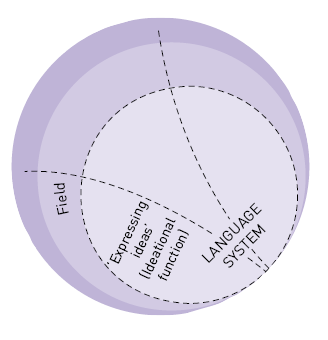 Field
'Expressing
ideas'
(Ideational
function)
LANGUAGE
SYSTEM